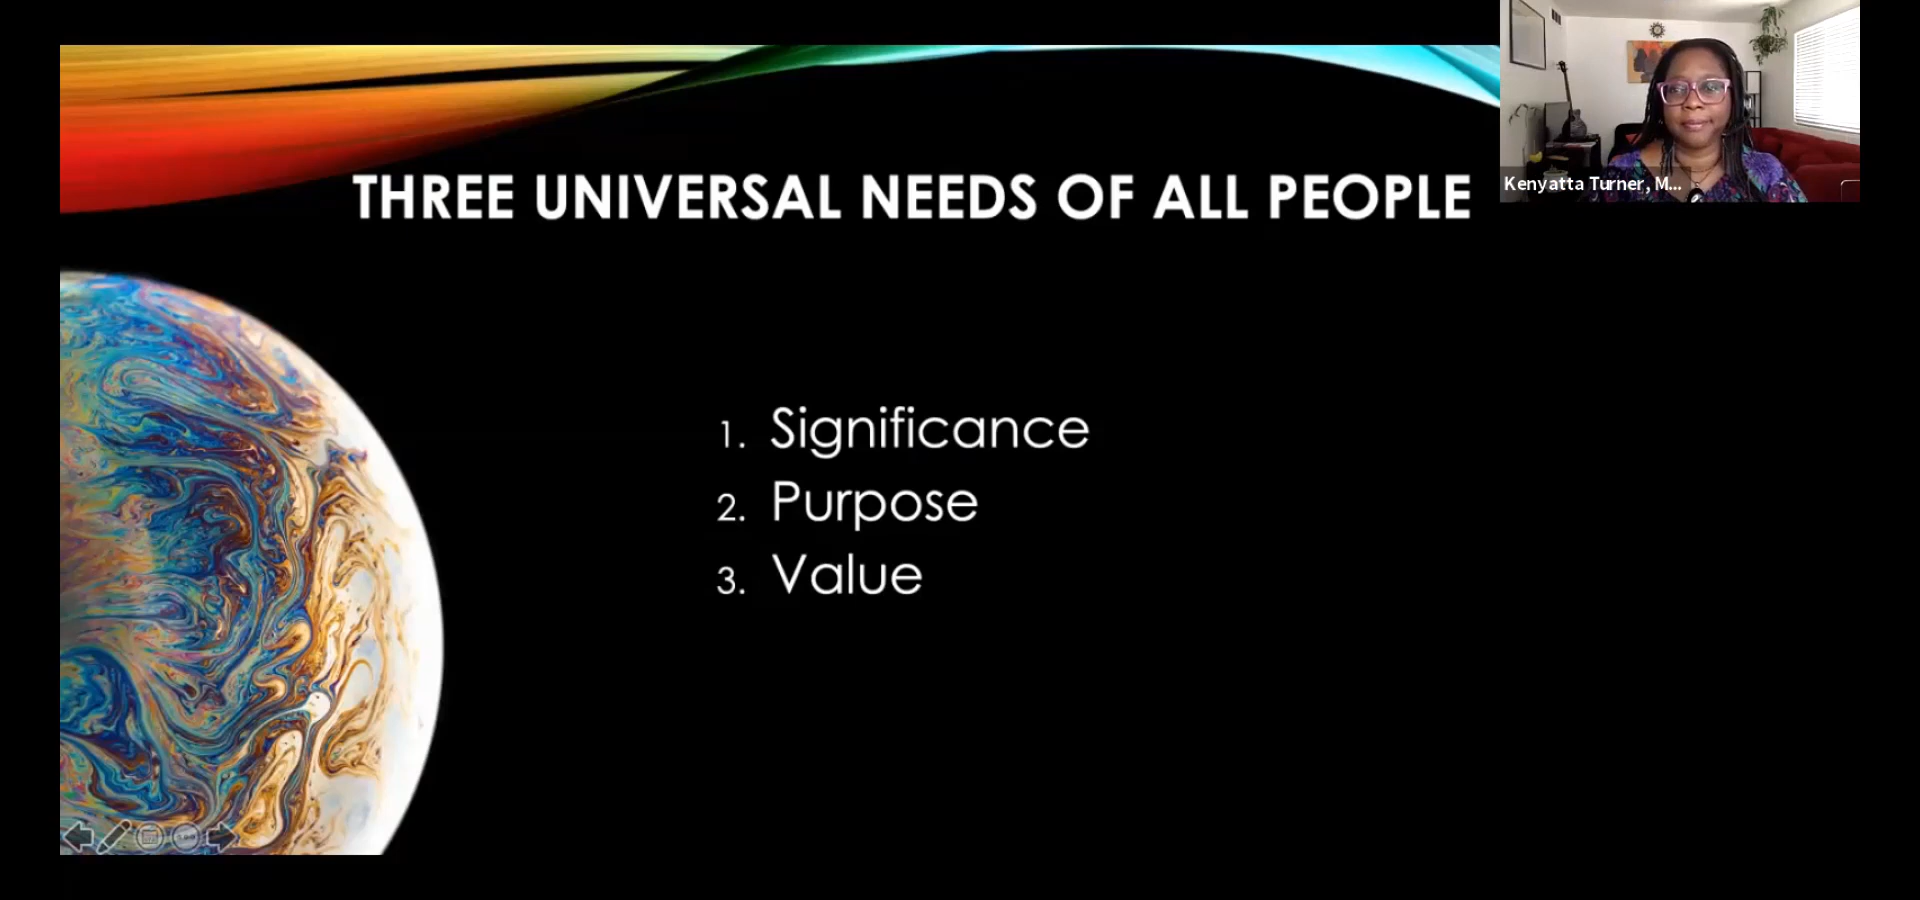 THREE UNIVERSAL NEEDS OF ALL PEOPLE
Kenyatta Turner, M...
1. Significance
2. Purpose
3. Value